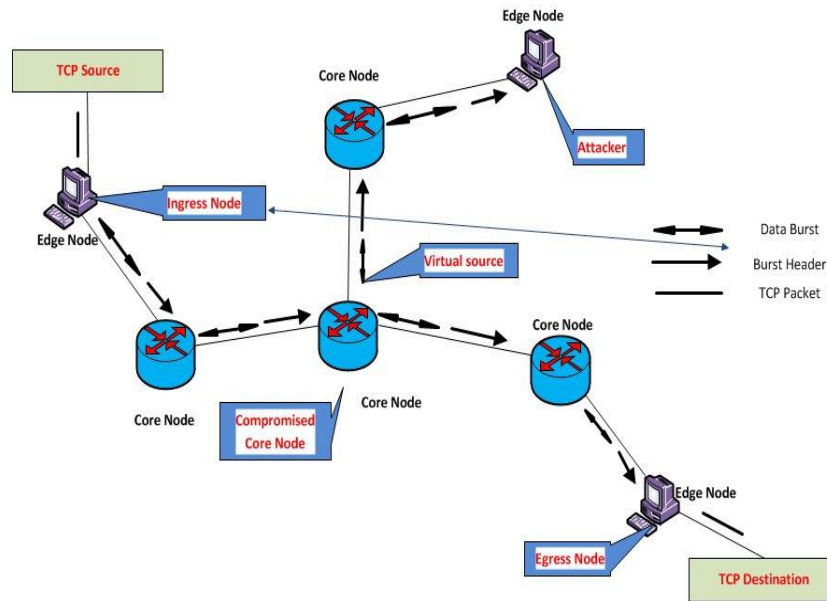 Edge Node
TCP Source
Core Node
Attacker
Ingress Node
Edge Node
Data Burst
Virtual source
Burst Header
TCP Packet
Core Node
Core Node
Core Node
Compromised
Core Node
Edge Node
Egress Node
TCP Destination